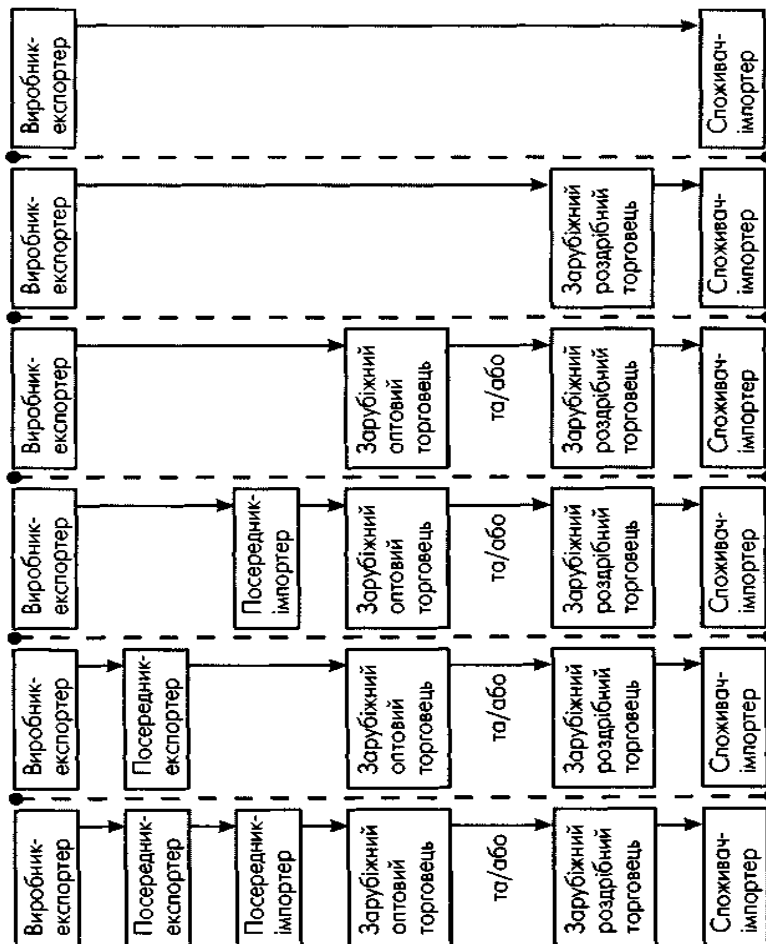 Виробник-
експортер
Споживач-
імпортер
Виробник-
експортер
Зарубіжний
роздрібний
торговець
Споживач-
імпортер
Виробник-
експортер
Зарубіжний
оптовий
торговець
та/або
Зарубіжний
роздрібний
торговець
Споживач-
імпортер
Виробник-
експортер
Посередник-
імпортер
Зарубіжний
оптовий
торговець
та/або
Зарубіжний
роздрібний
торговець
Споживач-
імпортер
Виробник-
експортер
Посередник-
експортер
Зарубіжний
оптовий
торговець
та/або
Зарубіжний
роздрібний
торговець
Споживач-
імпортер
Виробник-
експортер
Посередник-
експортер
Посередник-
імпортер
Зарубіжний
оптовий
торговець
та/або
Зарубіжний
роздрібний
торговець
Споживач-
імпортер